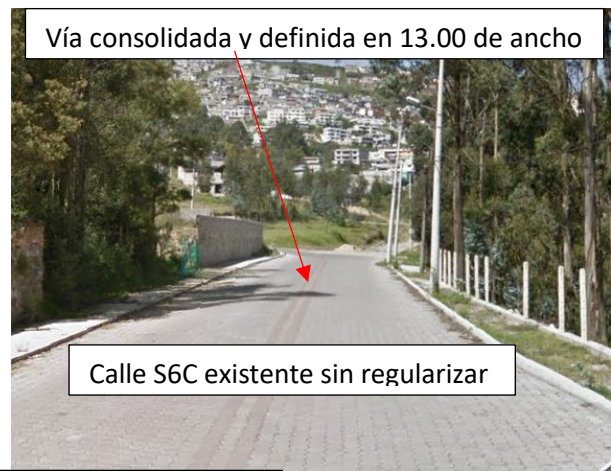 Vía consolidada y definida en 13.00 de ancho
Calle S6C existente sin regularizar